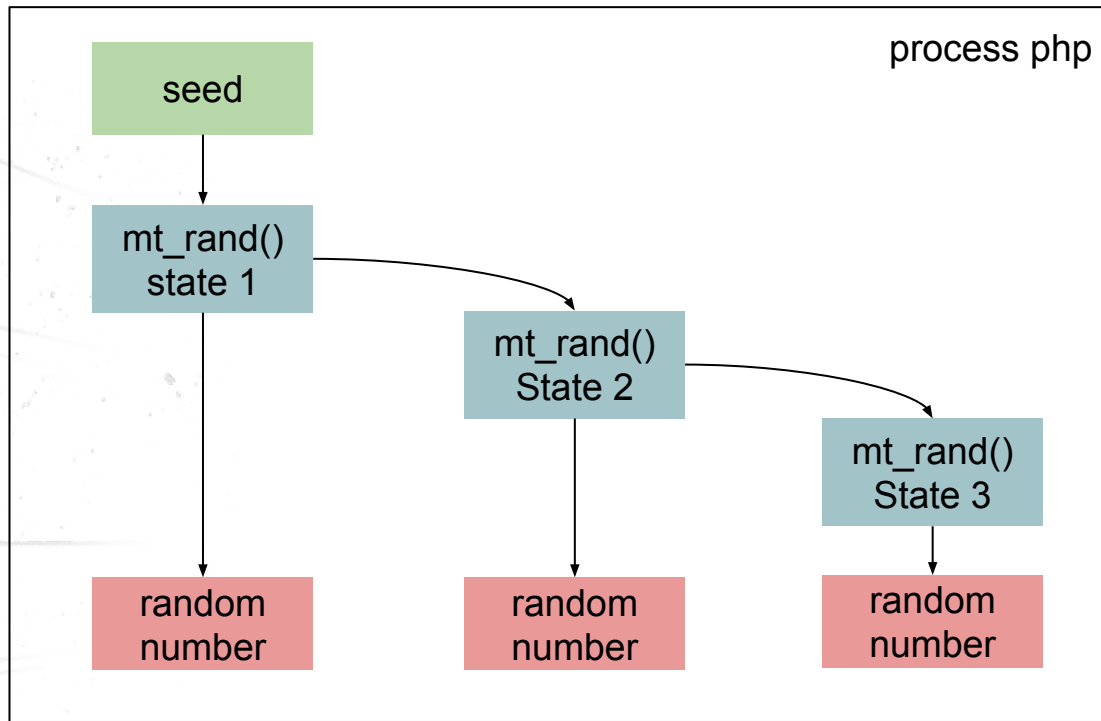 process php
seed
mt_rand()
state 1
mt_rand()
State 2
mt_rand()
State 3
random
number
random
number
random
number